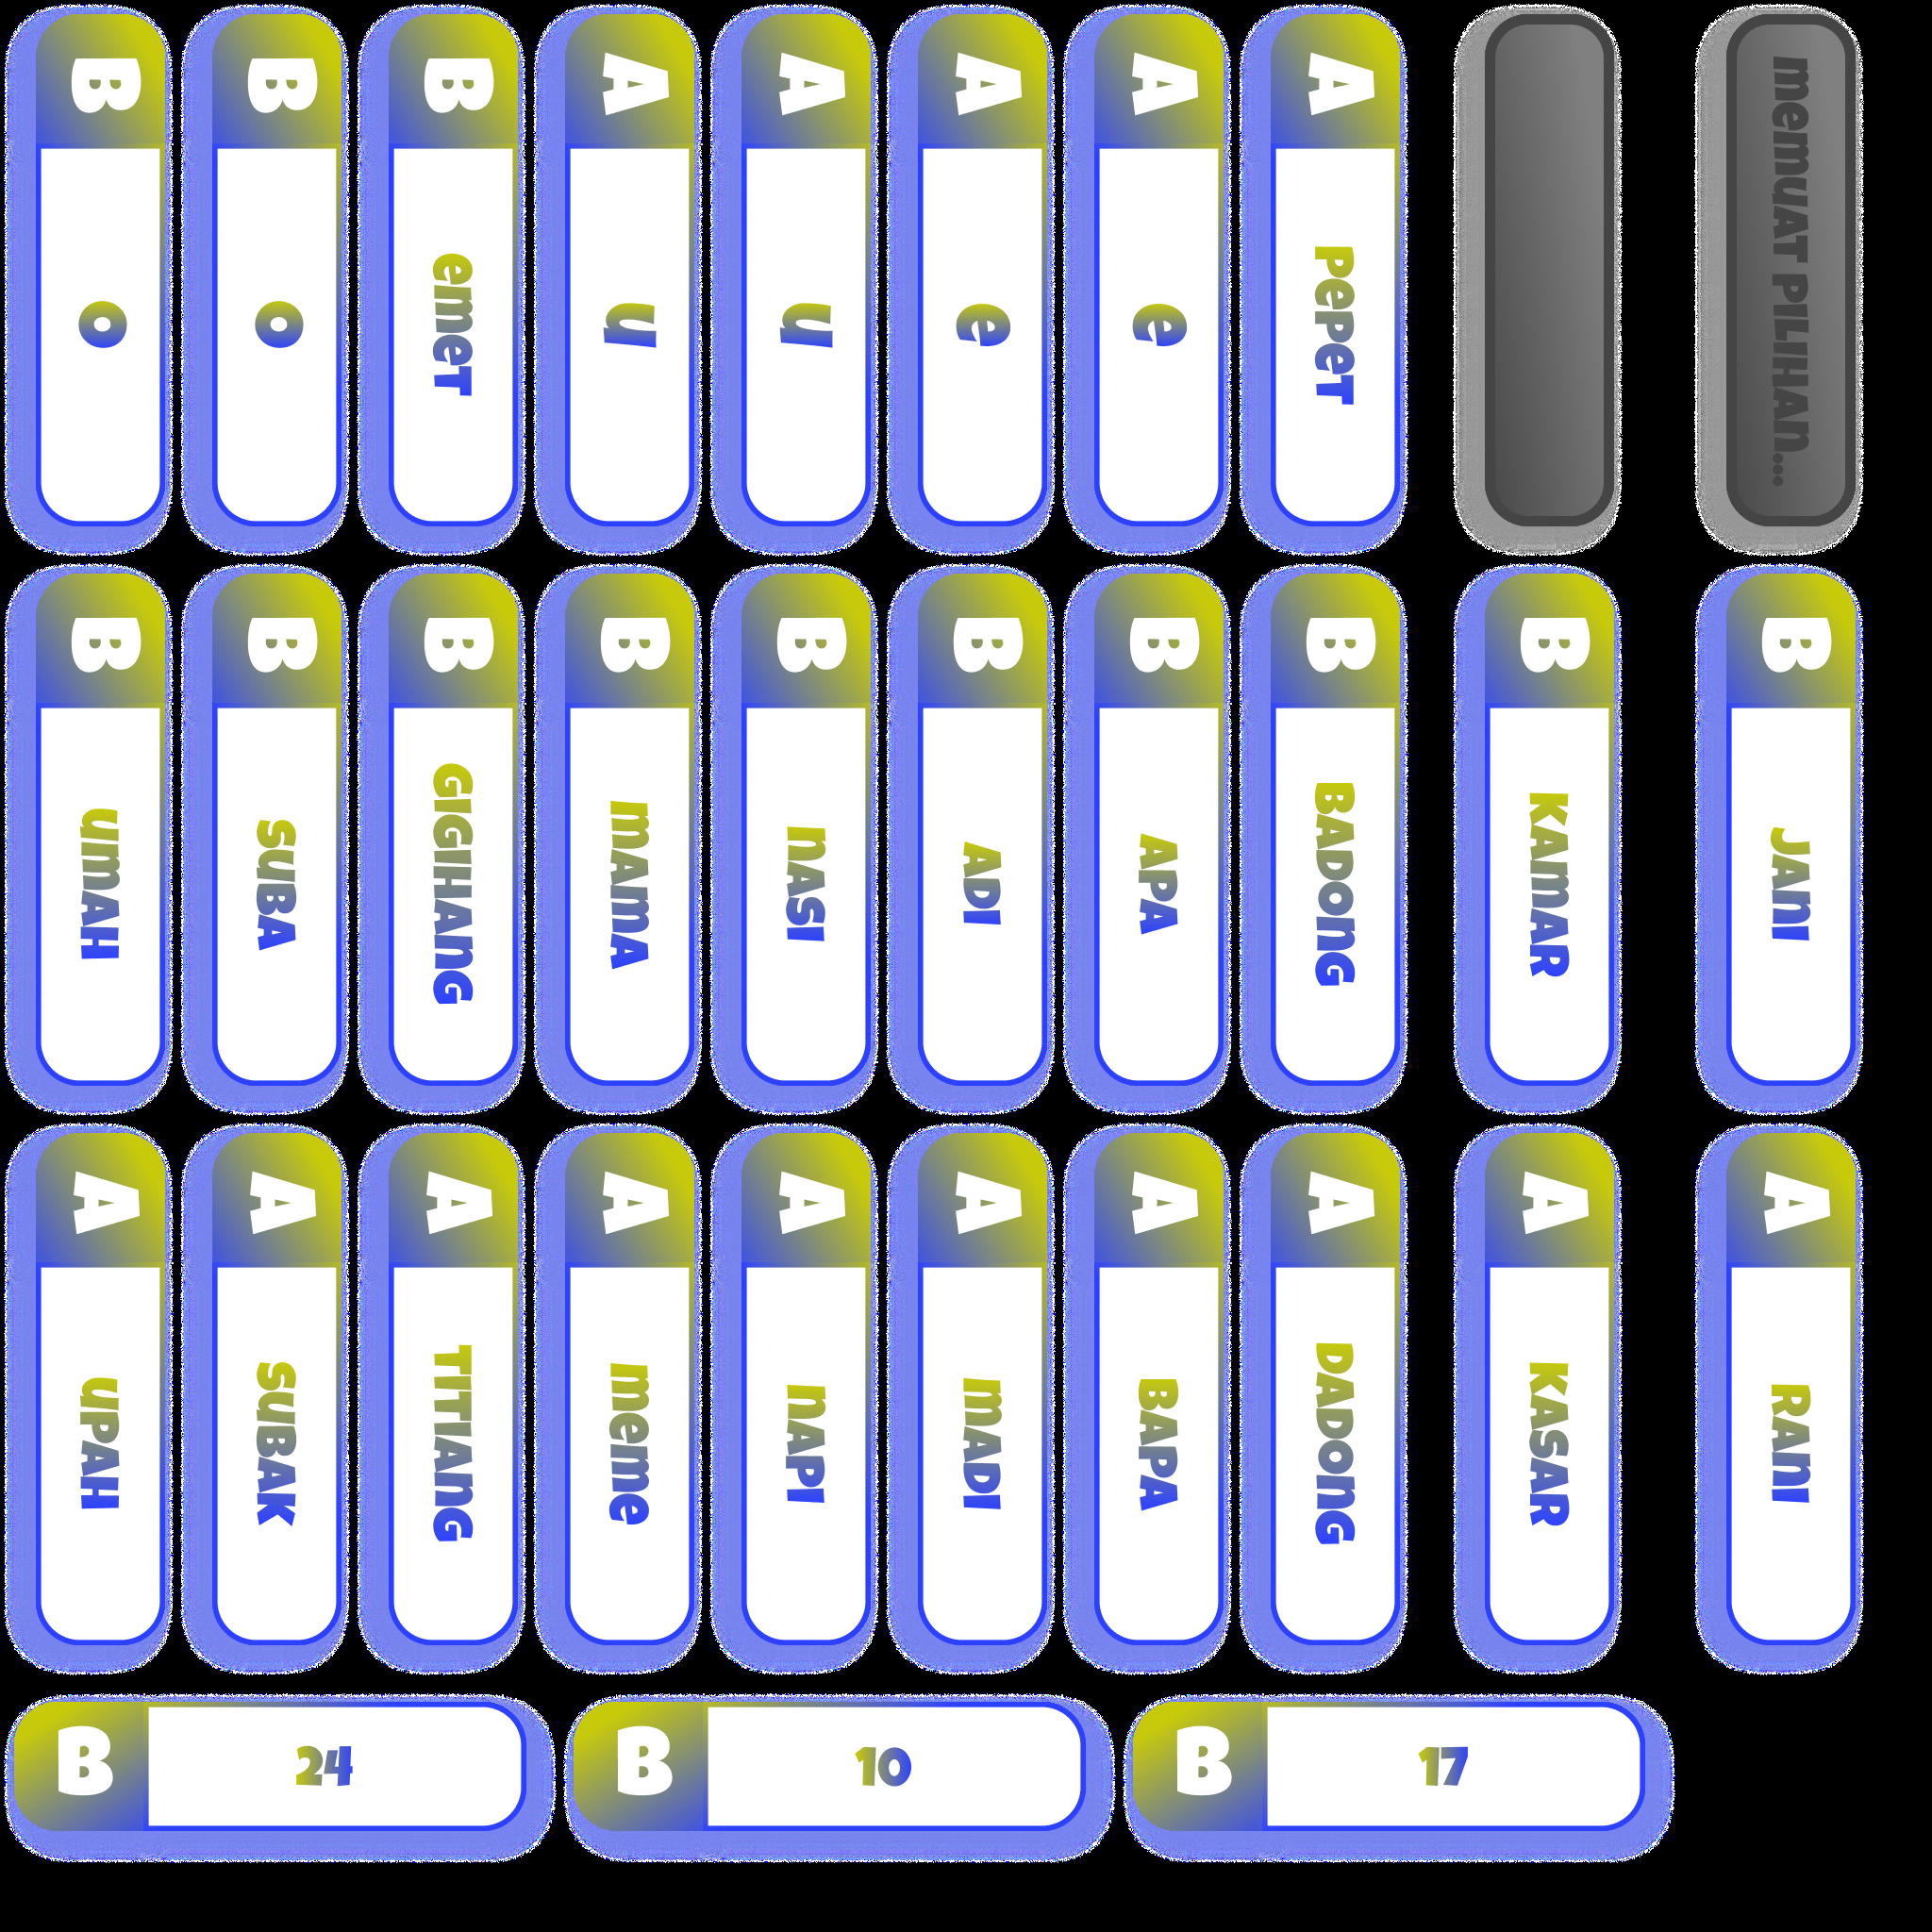 B O
B O
B EMET
A U
A U
A E
A E
A PEPET
MEMUAT PILIHAN...
B UMAH
B SUBA
B GIGIHANG
B MAMA
B NASI
B ADI
B APA
B BADONG
B KAMAR
B JANI
A UPAH
A SUBAK
A TITIANG
A MEME
A NAPI
A MADI
A BAPA
A DADONG
A KASAR
A RANI
B 24
B 10
B 17